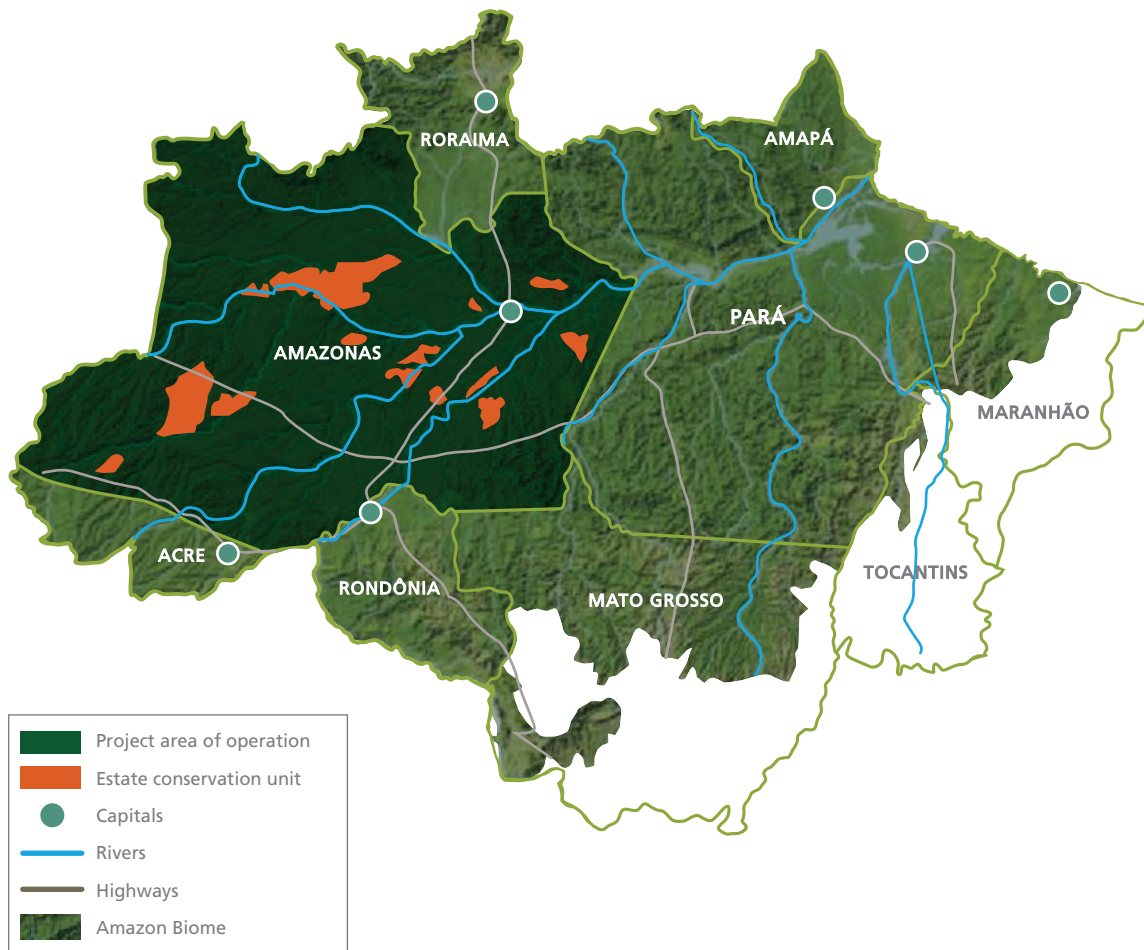 RORAIMA
AMAPÁ
PARÁ
AMAZONAS
MARANHÃO
ACRE
TOCANTINS
RONDÔNIA
MATO GROSSO
Project area of operation
Estate conservation unit
Capitals
Rivers
Highways
Amazon Biome